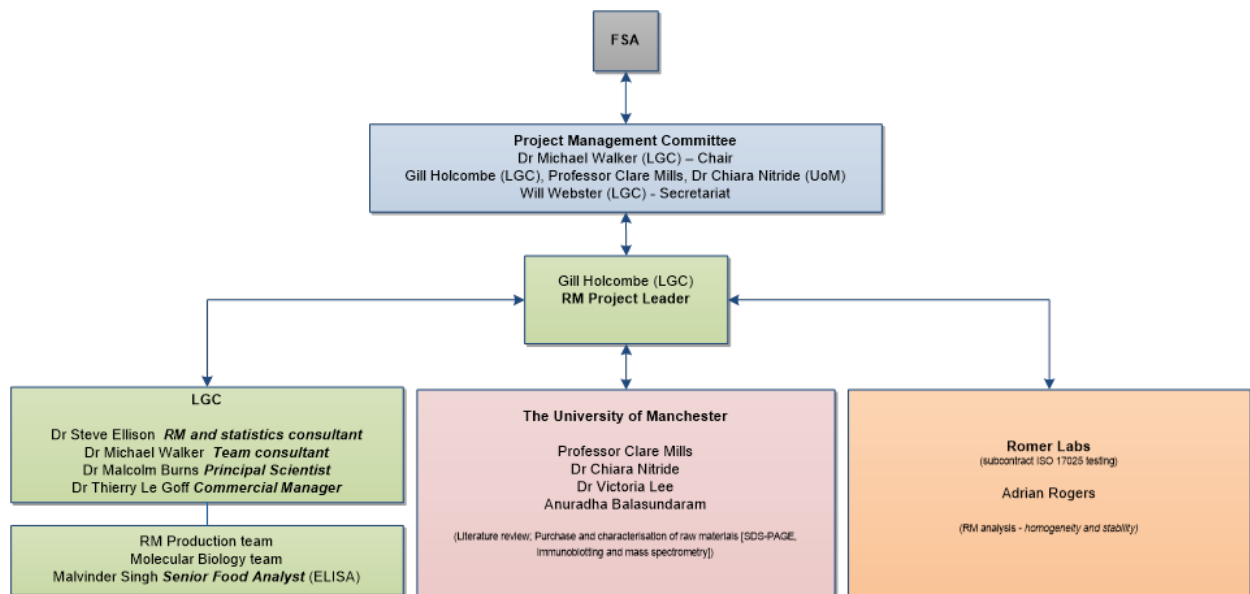 FSA
Project Management Committee
Dr Michael Walker (LGC) – Chair
Gill Holcombe (LGC), Professor Clare Mills, Dr Chiara Nitride (UoM)
Will Webster (LGC) - Secretariat
Gill Holcombe (LGC)
RM Project Leader
LGC
Dr Steve Ellison RM and statistics consultant
Dr Michael Walker Team consultant
Dr Malcolm Burns Principal Scientist
Dr Thierry Le Goff Commercial Manager
RM Production team
Molecular Biology team
Malvinder Singh Senior Food Analyst (ELISA)
The University of Manchester
Professor Clare Mills
Dr Chiara Nitride
Dr Victoria Lee
Anuradha Balasundaram
(Literature review; Purchase and characterisation of raw materials [SDS-PAGE,
immunoblotting and mass spectrometry])
Romer Labs
(subcontract ISO 17025 testing)
Adrian Rogers
(RM analysis - homogeneity and stability)